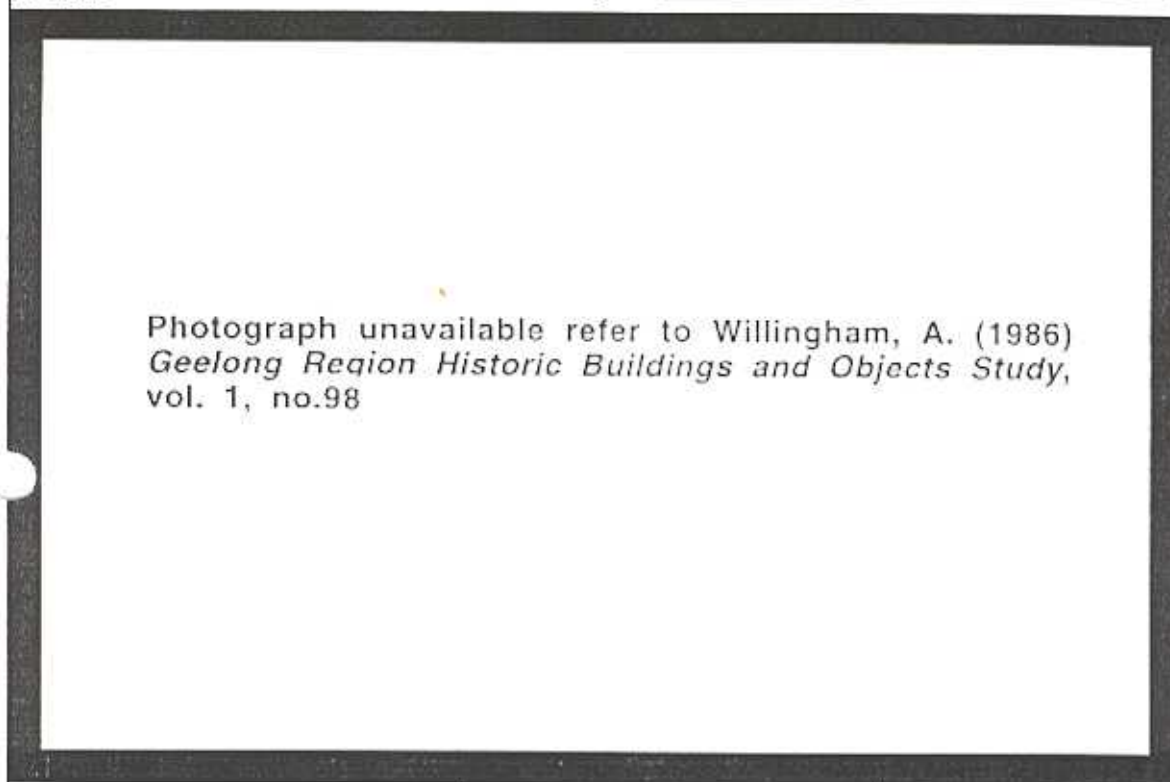 Photograph unavailable refer to Willingham, A. (1986)
Geelong Region Historic Buildings and Objects Study,
vol. 1, no.98